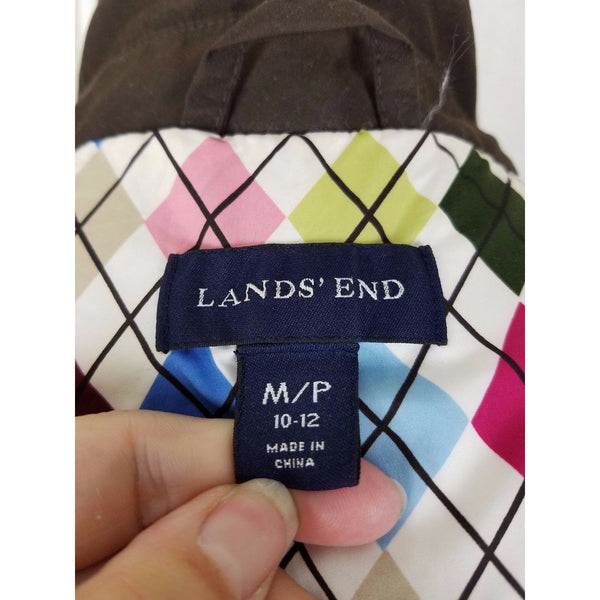 LANDS' END
M/P
10-12
MADE IN
CHINA